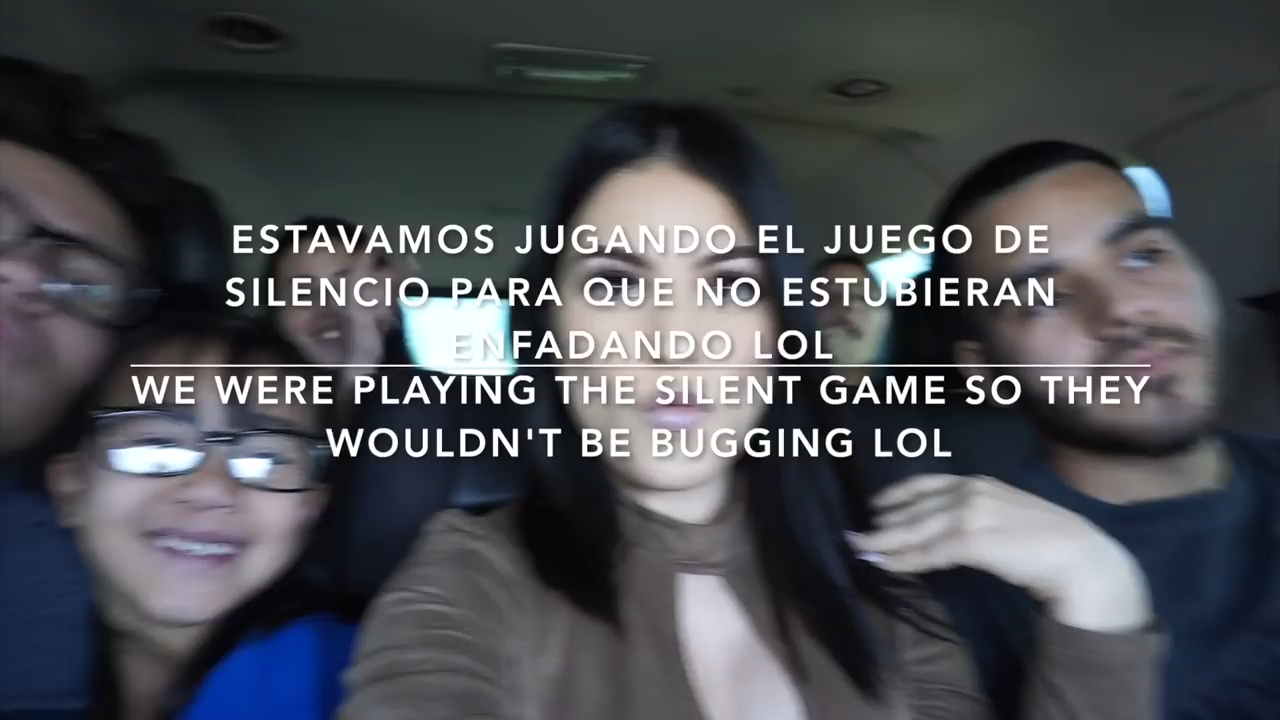 ESTAVAMOS JUGANDO EL JUEGO DE
SILENCIO PARA QUE NO ESTUBIERAN
ENFADANDO LOL
WE WERE PLAYING THE SILENT GAME SO THEY
WOULDN'T BE BUGGING LOL